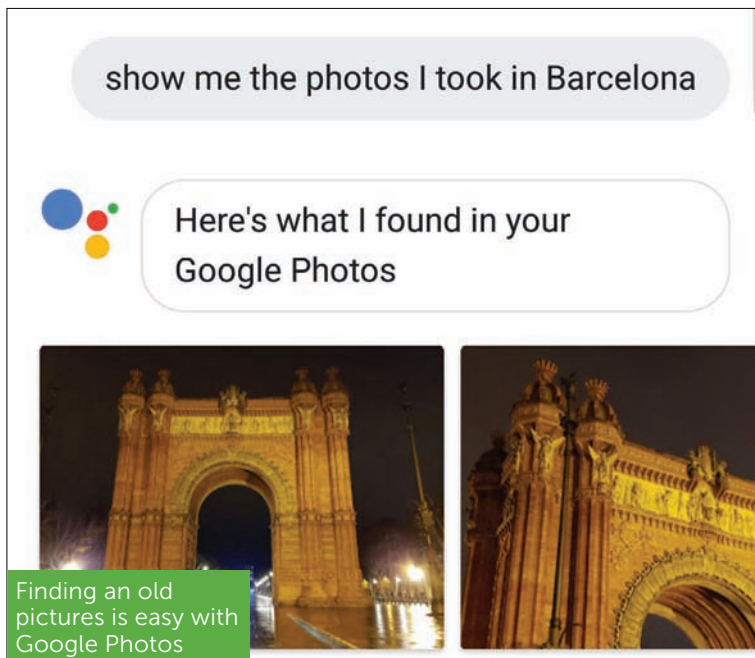 show me the photos I took in Barcelona
Here's what I found in your
Google Photos
Finding an old
pictures is easy with
Google Photos